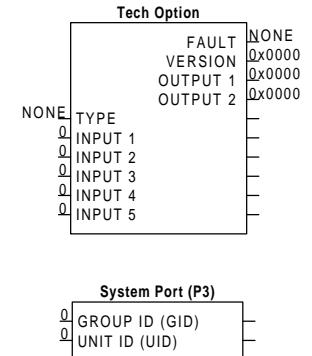 Tech Option
FAULT NONE
VERSION 0x0000
OUTPUT 1 0x0000
OUTPUT 2 0x0000
NONE TYPE
0 INPUT 1
0 INPUT 2
0 INPUT 3
0 INPUT 4
0 INPUT 5
System Port (P3)
0 GROUP ID (GID)
0 UNIT ID (UID)